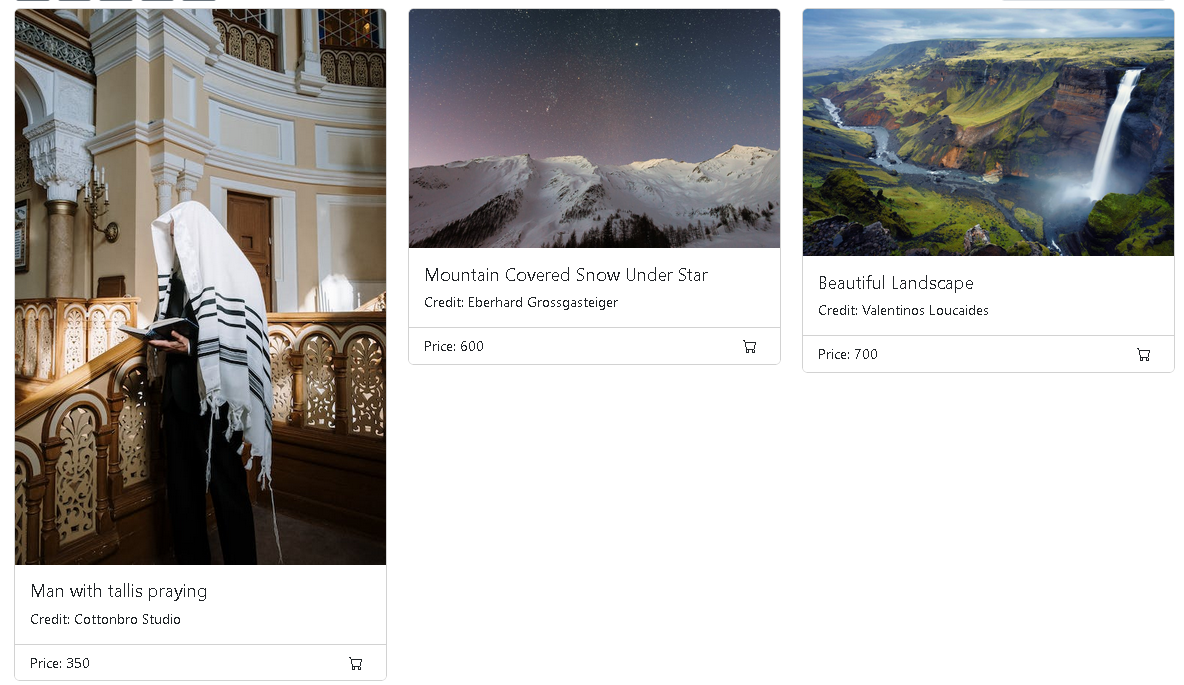 Man with tallis praying
Credit: Cottonbro Studio
Price: 350
Mountain Covered Snow Under Star
Credit: Eberhard Grossgasteiger
Price: 600
Beautiful Landscape
Credit: Valentinos Loucaides
Price: 700